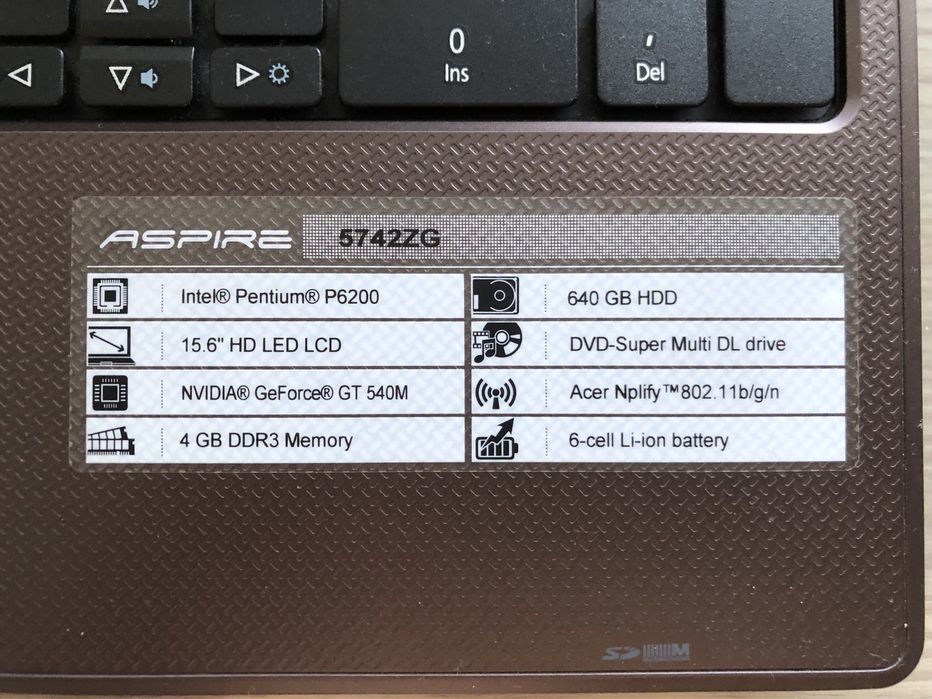 0
Ins
,
Del
ASPIRE 5742ZG
Intel® Pentium® P6200
15.6" HD LED LCD
NVIDIA® GeForce® GT 540M
4 GB DDR3 Memory
640 GB HDD
DVD-Super Multi DL drive
Acer Nplify™802.11b/g/n
6-cell Li-ion battery
SD